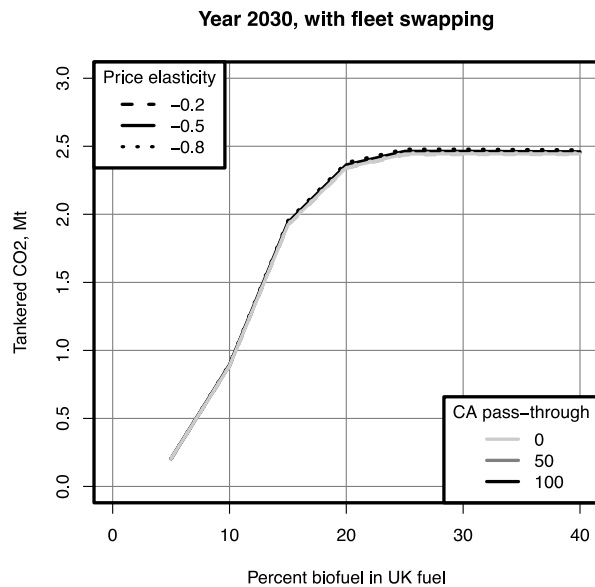 Year 2030, with fleet swapping
Price elasticity
−0.2
−0.5
−0.8
Tankered CO2, Mt
3.0
2.5
2.0
1.5
1.0
0.5
0.0
CA pass−through
0
50
100
0 10 20 30 40
Percent biofuel in UK fuel